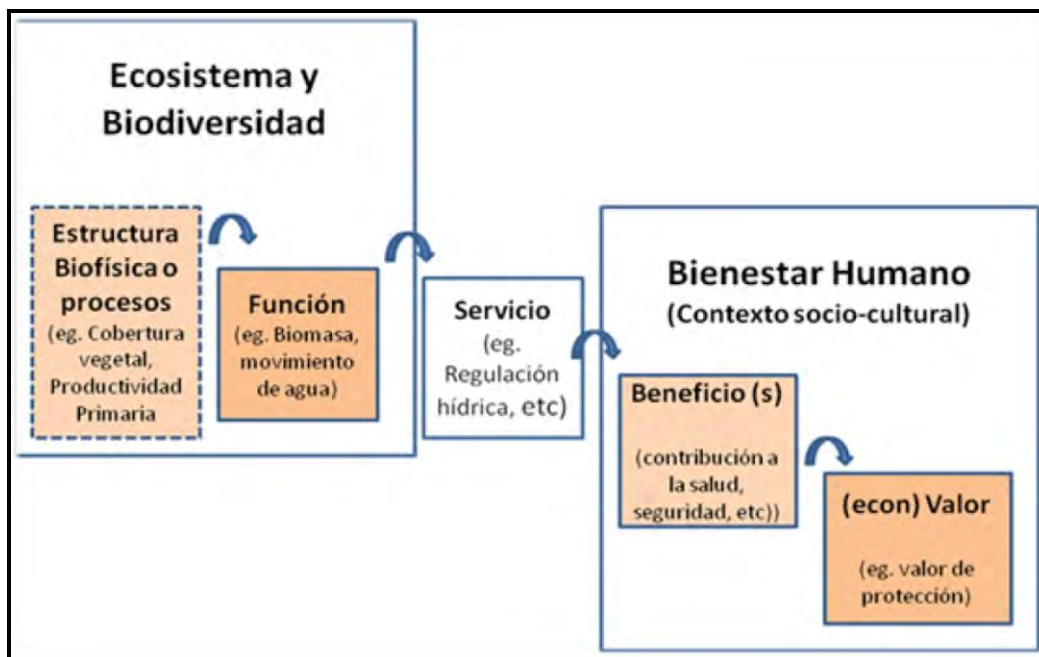 Ecosistema y
Biodiversidad
Estructura
Biofísica o
procesos
(eg. Cobertura
vegetal,
Productividad
Primaria
Función
(eg. Biomasa,
movimiento
de agua)
Servicio
(eg.
Regulación
hídrica, etc)
Bienestar Humano
(Contexto socio-cultural)
Beneficio (s)
(contribución a
la salud,
seguridad, etc))
(econ) Valor
(eg. valor de
protección)